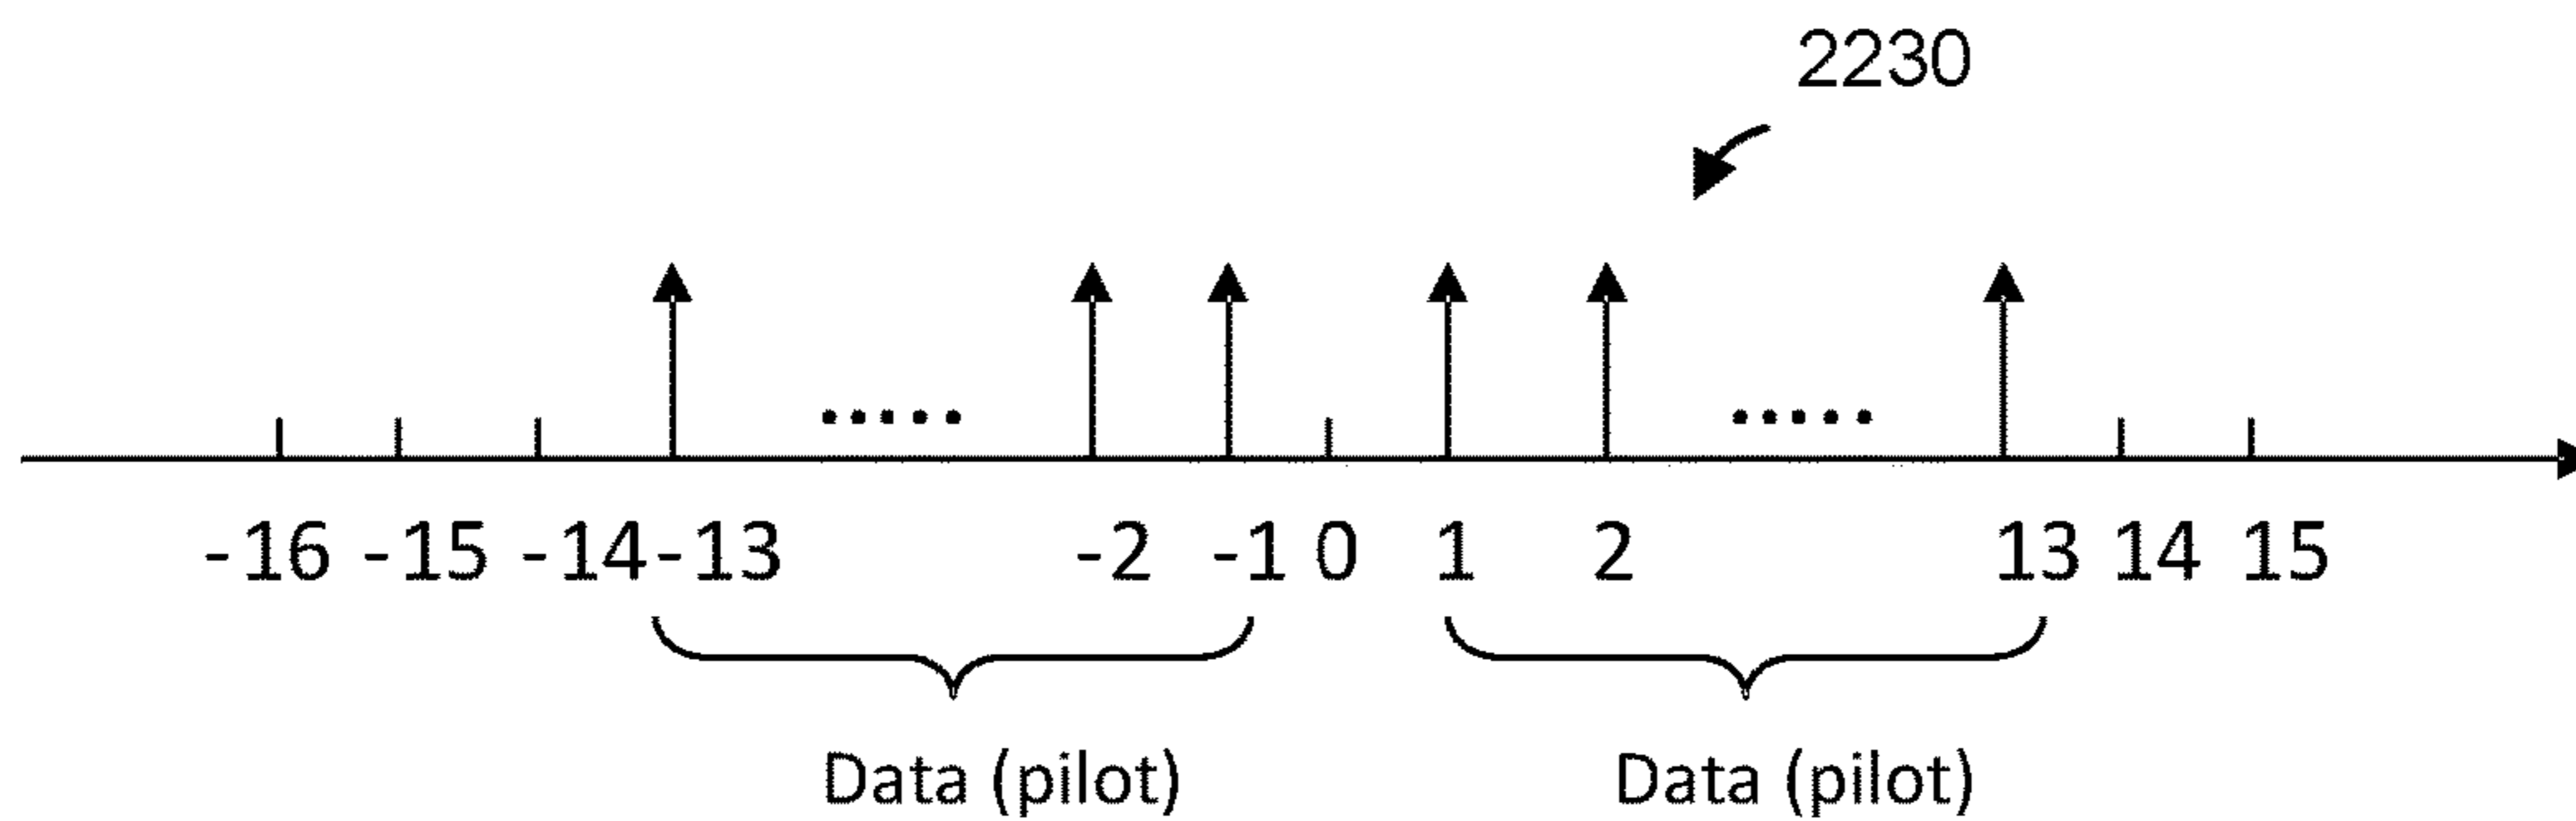 2230
-16 -15 -14 -13 ..... -2 -1 0 1 2 ..... 13 14 15
Data (pilot) Data (pilot)